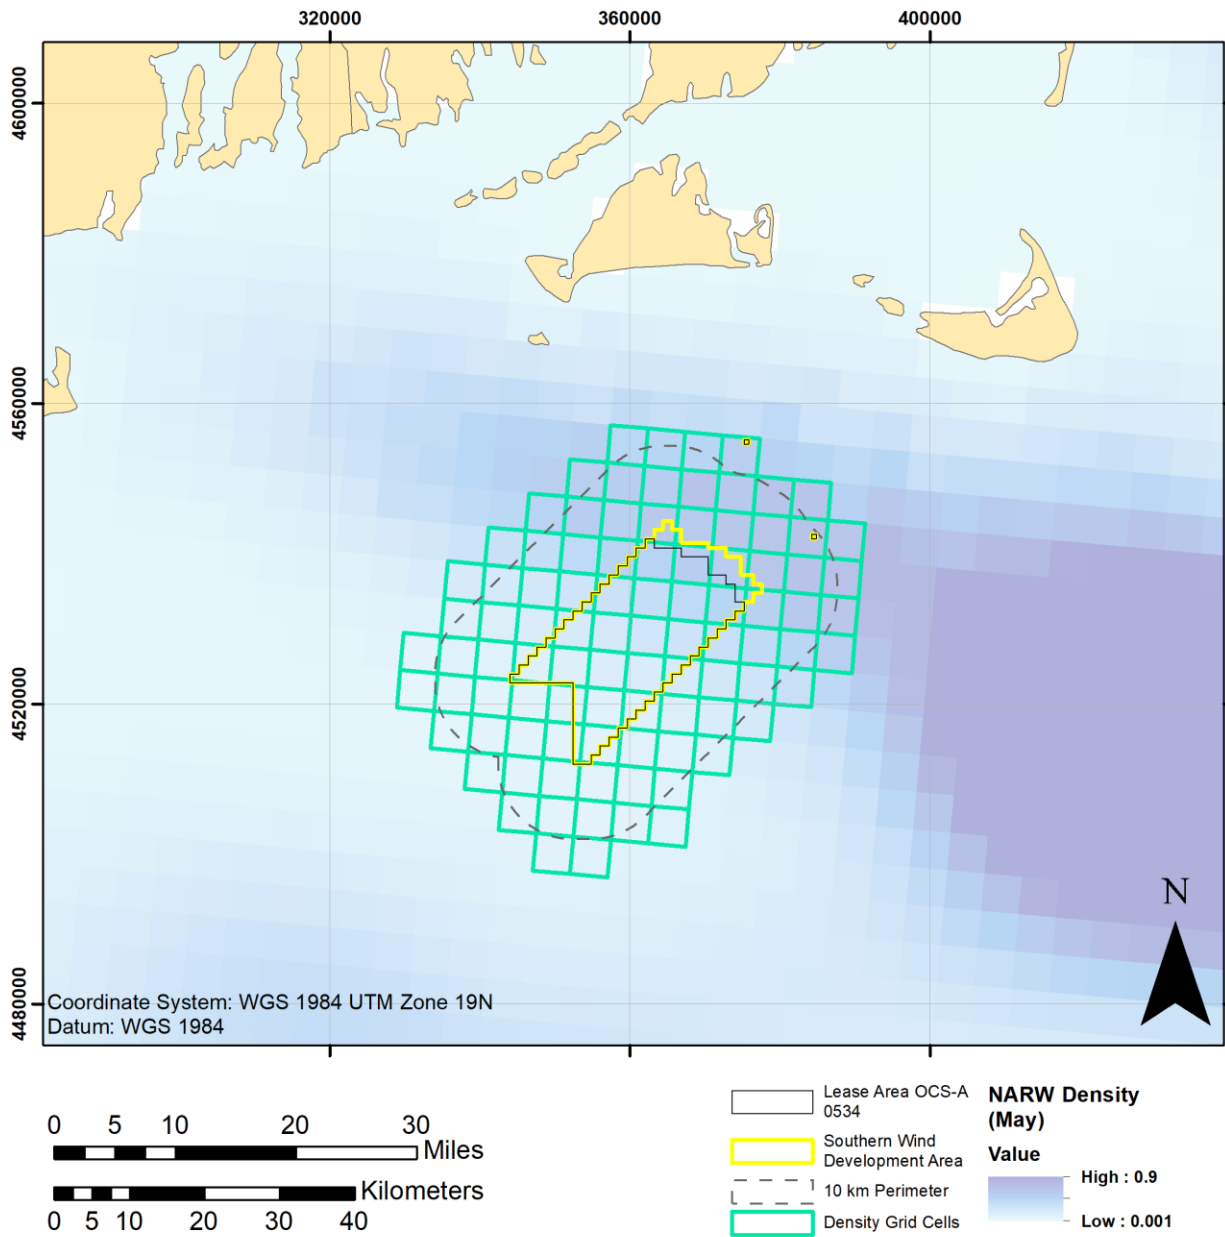 320000
360000
400000
4600000
4560000
4520000
4480000
N
Coordinate System: WGS 1984 UTM Zone 19N
Datum: WGS 1984
0 5 10 20 30
Miles
Kilometers
0 5 10 20 30 40
Lease Area OCS-A
0534
Southern Wind
Development Area
10 km Perimeter
Density Grid Cells
NARW Density
(May)
Value
High : 0.9
Low : 0.001